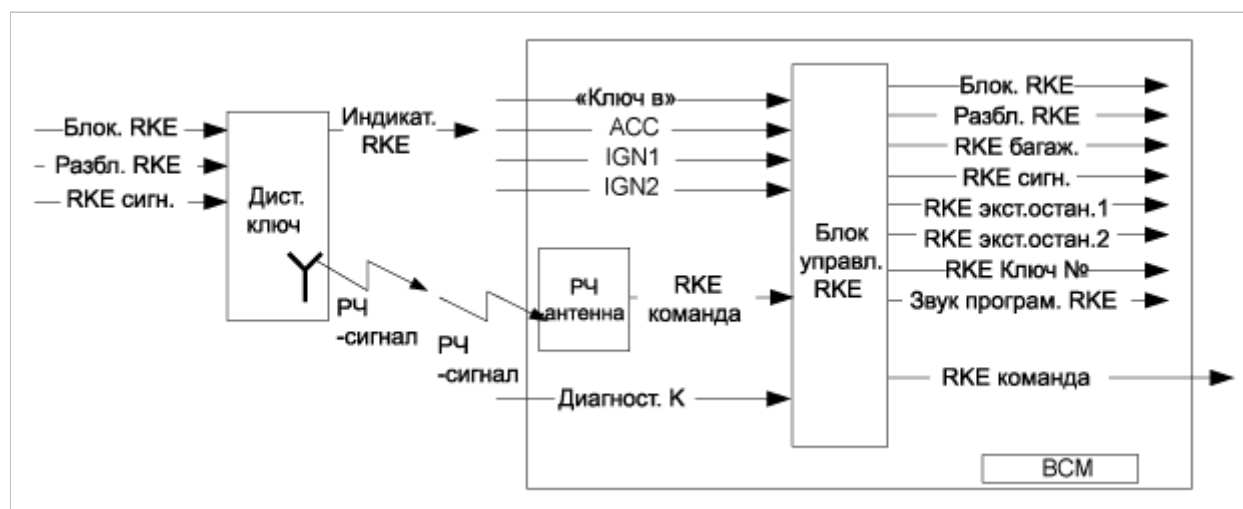 Блок. RKE
Разбл. RKE
RKE сигн.
Дист.
ключ
Индикат.
RKE
РЧ
-сигнал
РЧ
-сигнал
«Ключ в»
ACC
IGN1
IGN2
РЧ
антенна
RKE
команда
Диагност. K
Блок
управл.
RKE
Блок. RKE
Разбл. RKE
RKE багаж.
RKE сигн.
RKE экст.остан.1
RKE экст.остан.2
RKE Ключ №
Звук програм. RKE
RKE команда
BCM